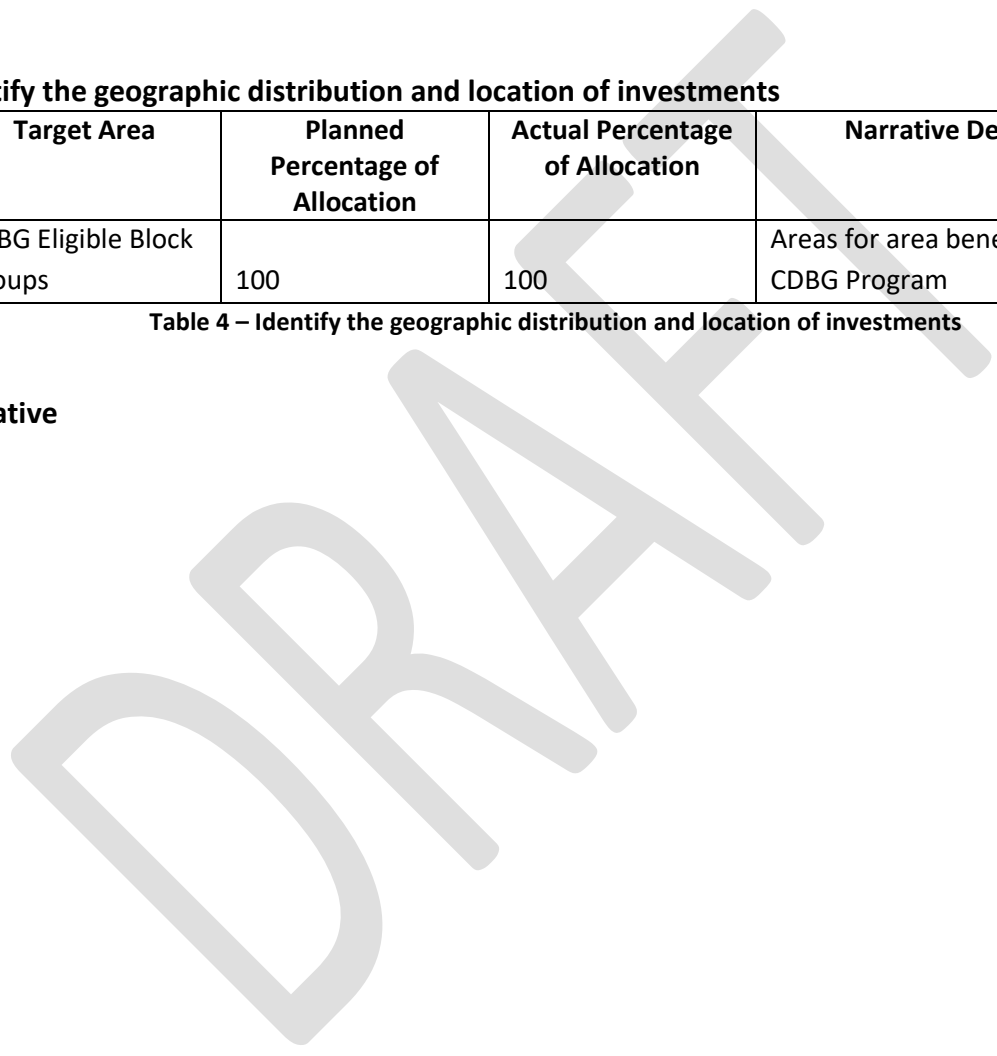 tify the geographic distribution and location of investments
Target Area Planned Percentage of Allocation Actual Percentage of Allocation Narrative De
BG Eligible Block
oups 100 100
Areas for area bene
CDBG Program
Table 4 – Identify the geographic distribution and location of investments
ative
DRAFT